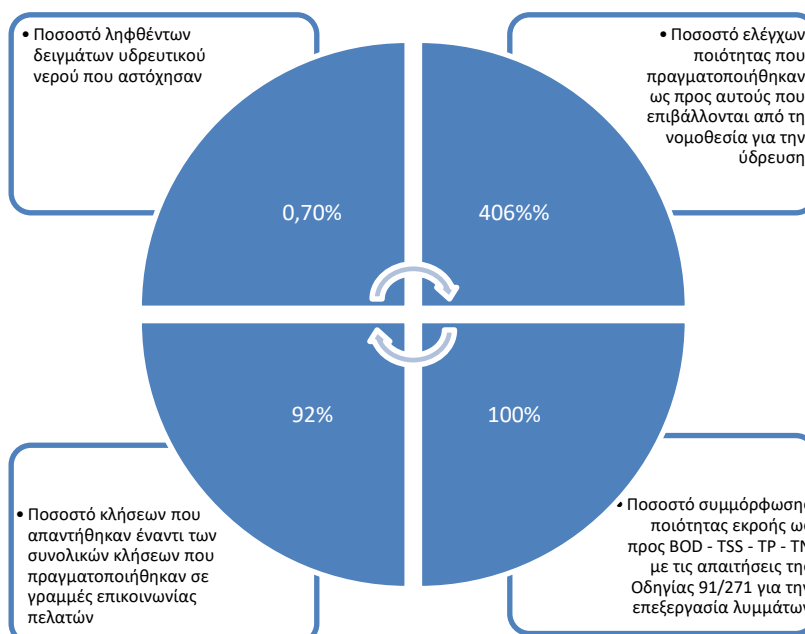 • Ποσοστό ληφθέντων
δειγμάτων υδρευτικού
νερού που αστόχησαν
• Ποσοστό ελέγχων
ποιότητας που
πραγματοποιήθηκαν
ως προς αυτούς που
επιβάλλονται από τη
νομοθεσία για την
ύδρευση
0,70%
406%%
92%
100%
• Ποσοστό κλήσεων που
απαντήθηκαν έναντι των
συνολικών κλήσεων που
πραγματοποιήθηκαν σε
γραμμές επικοινωνίας
πελατών
• Ποσοστό συμμόρφωσης
ποιότητας εκροής ως
προς BOD - TSS - TP - TN
με τις απαιτήσεις της
Οδηγίας 91/271 για την
επεξεργασία λυμμάτων